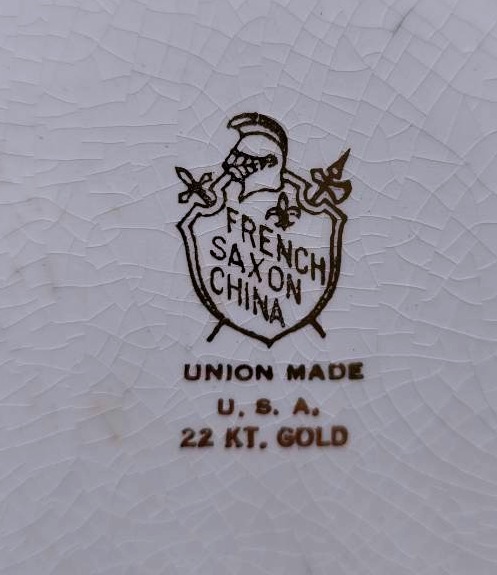 FRENCH
SAXON
CHINA
UNION MADE
U. S. A.
22 KT. GOLD